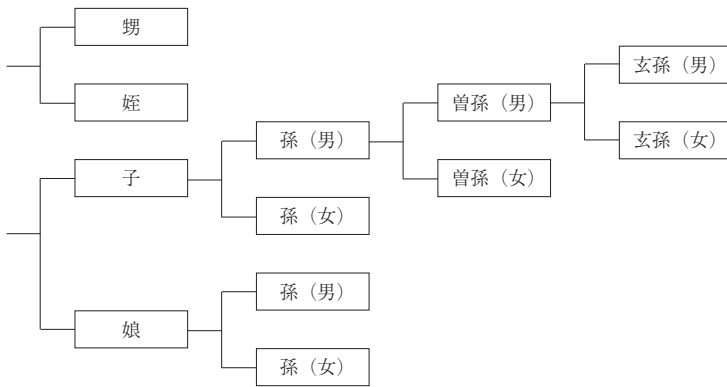 甥
姪
子
娘
孫（男）
孫（女）
孫（男）
孫（女）
曽孫（男）
曽孫（女）
玄孫（男）
玄孫（女）